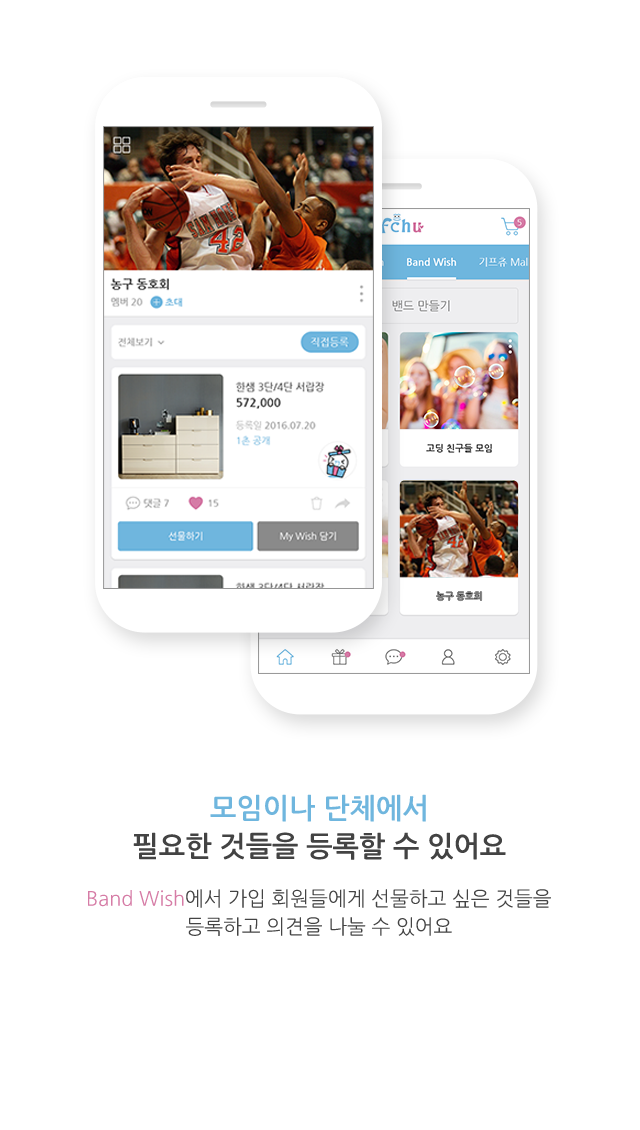 SAM HOUS
42
농구 동호회
멤버 20 초대
전체보기 직접등록
한샘 3단/4단 서랍장
572,000
등록일 2016.07.20
1촌 공개
댓글 7 15
선물하기 My Wish 담기
한샘 3단/4단 서랍장
fchu 5
Band Wish 기프츄 Mal
밴드 만들기
고딩 친구들 모임
농구 동호회
모임이나 단체에서
필요한 것들을 등록할 수 있어요
Band Wish에서 가입 회원들에게 선물하고 싶은 것들을
등록하고 의견을 나눌 수 있어요